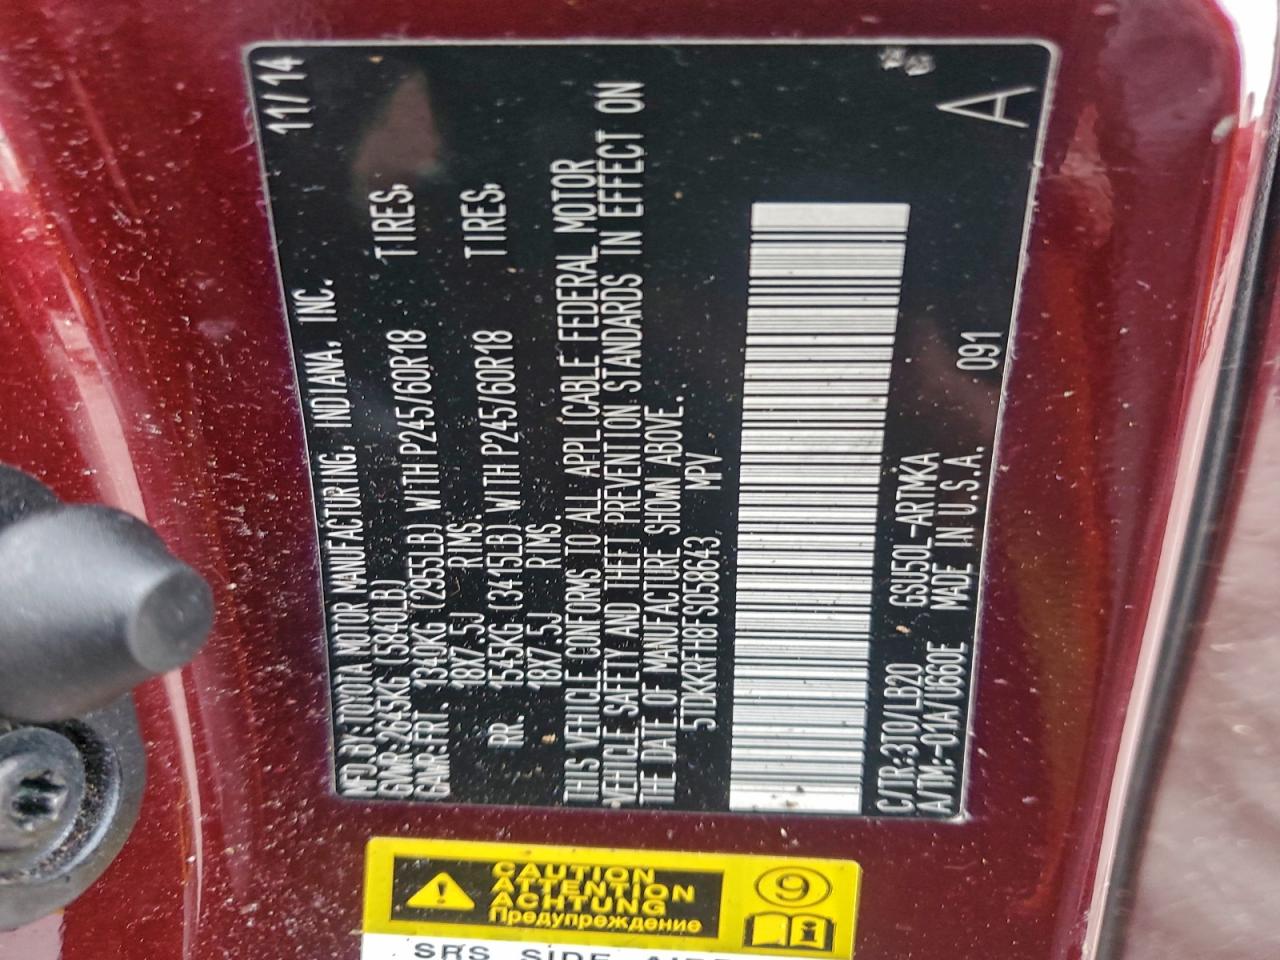 11/14
MFD.BY:TOYOTA MOTOR MANUFACTURING, INDIANA, INC.
GVWR:2645KG (5840LB)
GAWR:FRT. 1340KG (2955LB) WITH P245/60R18 TIRES,
18X7.5J RIMS.
RR. 1545KG (3415LB) WITH P245/60R18 TIRES,
18X7.5J RIMS.
THIS VEHICLE CONFORMS TO ALL APPLICABLE FEDERAL MOTOR
VEHICLE SAFETY AND THEFT PREVENTION STANDARDS IN EFFECT ON
THE DATE OF MANUFACTURE SHOWN ABOVE.
5TDKKRFH8FS058643 MPV
C/TR:3T0/LB20 GSU50L-ARTMKA
A/TM:-01A/U660E MADE IN U.S.A. 091
A
CAUTION
ATTENTION
ACHTUNG
Предупреждение
9
SRS SIDE